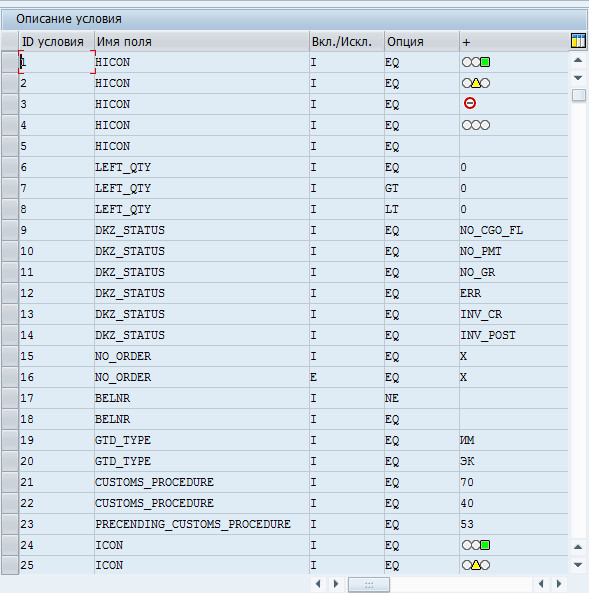 Описание условия
ID условия Имя поля Вкл./Искл. Опция +
1 HICON I EQ
2 HICON I EQ
3 HICON I EQ
4 HICON I EQ
5 HICON I EQ
6 LEFT_QTY I EQ 0
7 LEFT_QTY I GT 0
8 LEFT_QTY I LT 0
9 DKZ_STATUS I EQ NO_CGO_FL
10 DKZ_STATUS I EQ NO_PMT
11 DKZ_STATUS I EQ NO_GR
12 DKZ_STATUS I EQ ERR
13 DKZ_STATUS I EQ INV_CR
14 DKZ_STATUS I EQ INV_POST
15 NO_ORDER I EQ X
16 NO_ORDER E EQ X
17 BELNR I NE
18 BELNR I EQ
19 GTD_TYPE I EQ ИМ
20 GTD_TYPE I EQ ЭК
21 CUSTOMS_PROCEDURE I EQ 70
22 CUSTOMS_PROCEDURE I EQ 40
23 PRECENDING_CUSTOMS_PROCEDURE I EQ 53
24 ICON I EQ
25 ICON I EQ